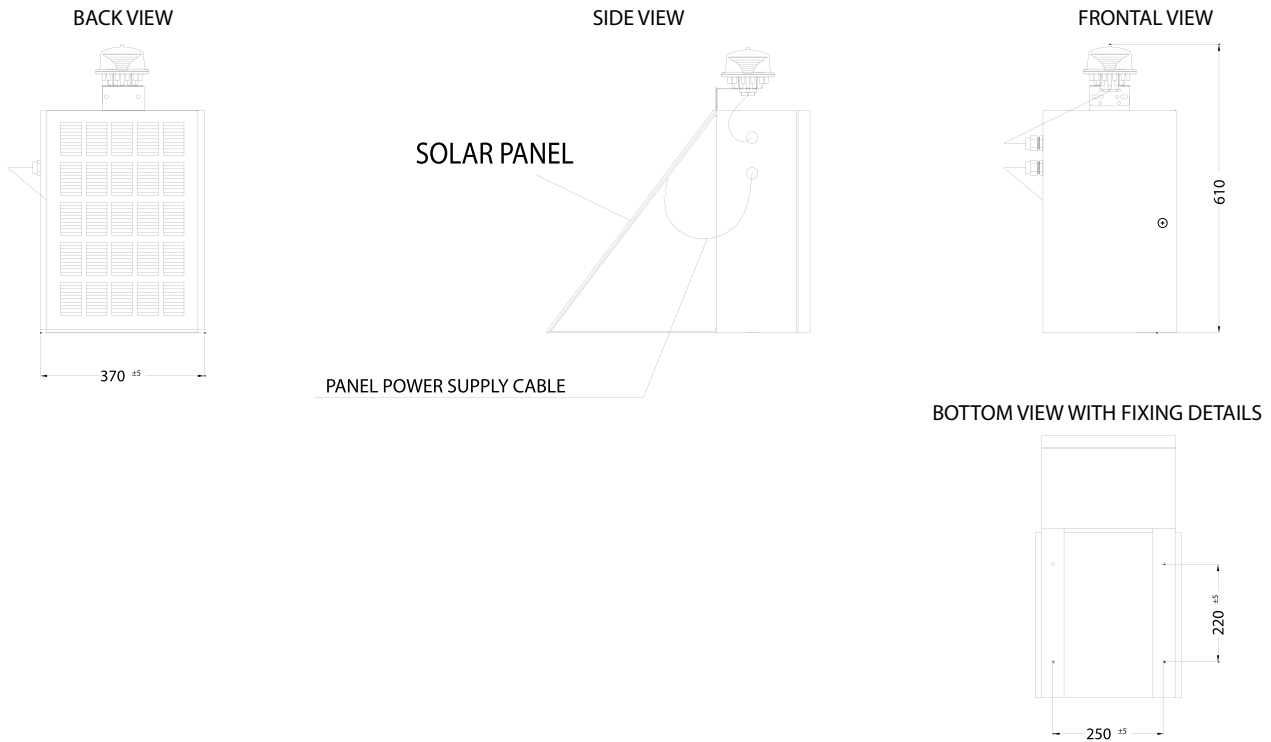 BACK VIEW
SIDE VIEW
FRONTAL VIEW
SOLAR PANEL
610
370 ±5
PANEL POWER SUPPLY CABLE
BOTTOM VIEW WITH FIXING DETAILS
220 ±5
250 ±5